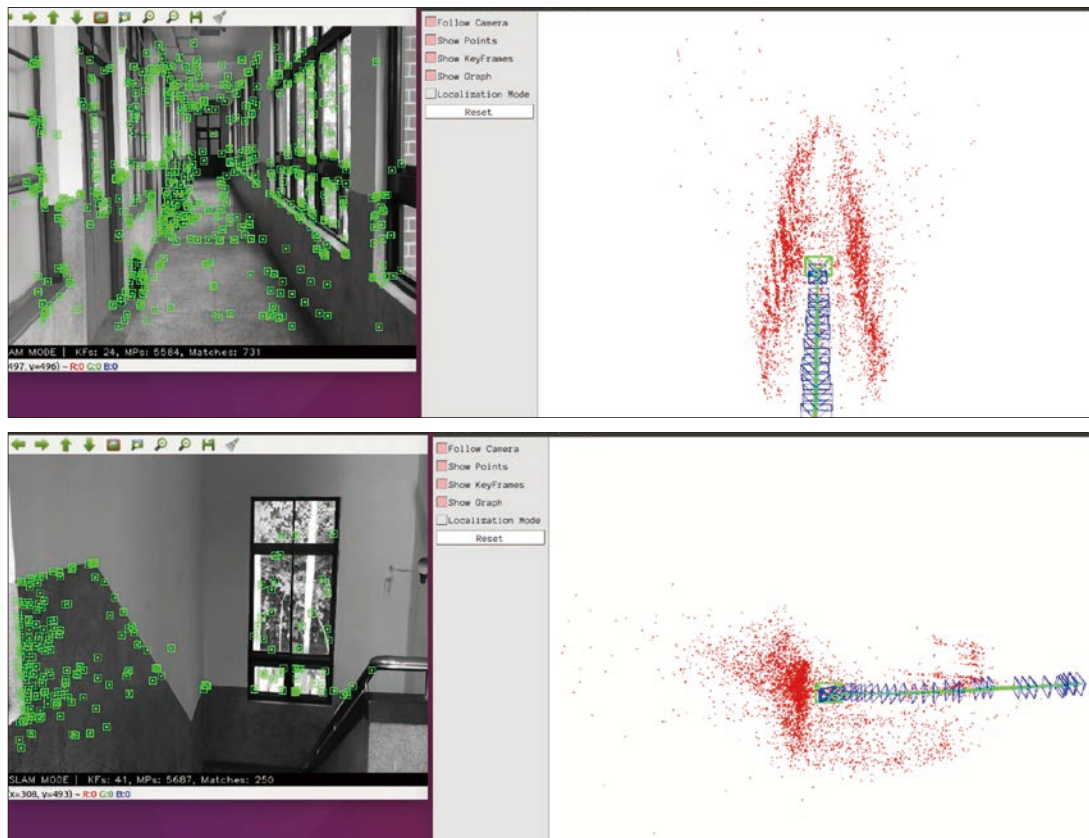 Follow Camera
Show Points
Show KeyFrames
Show Graph
Localization Mode
Reset
AM MODE | KFs: 24, MPs: 5584, Matches: 731
497, y=496) ~ R:0 G:0 B:0
Follow Camera
Show Points
Show KeyFrames
Show Graph
Localization Mode
Reset
SLAM MODE | KFs: 41, MPs: 5687, Matches: 250
(x=308, y=493) ~ R:0 G:0 B:0